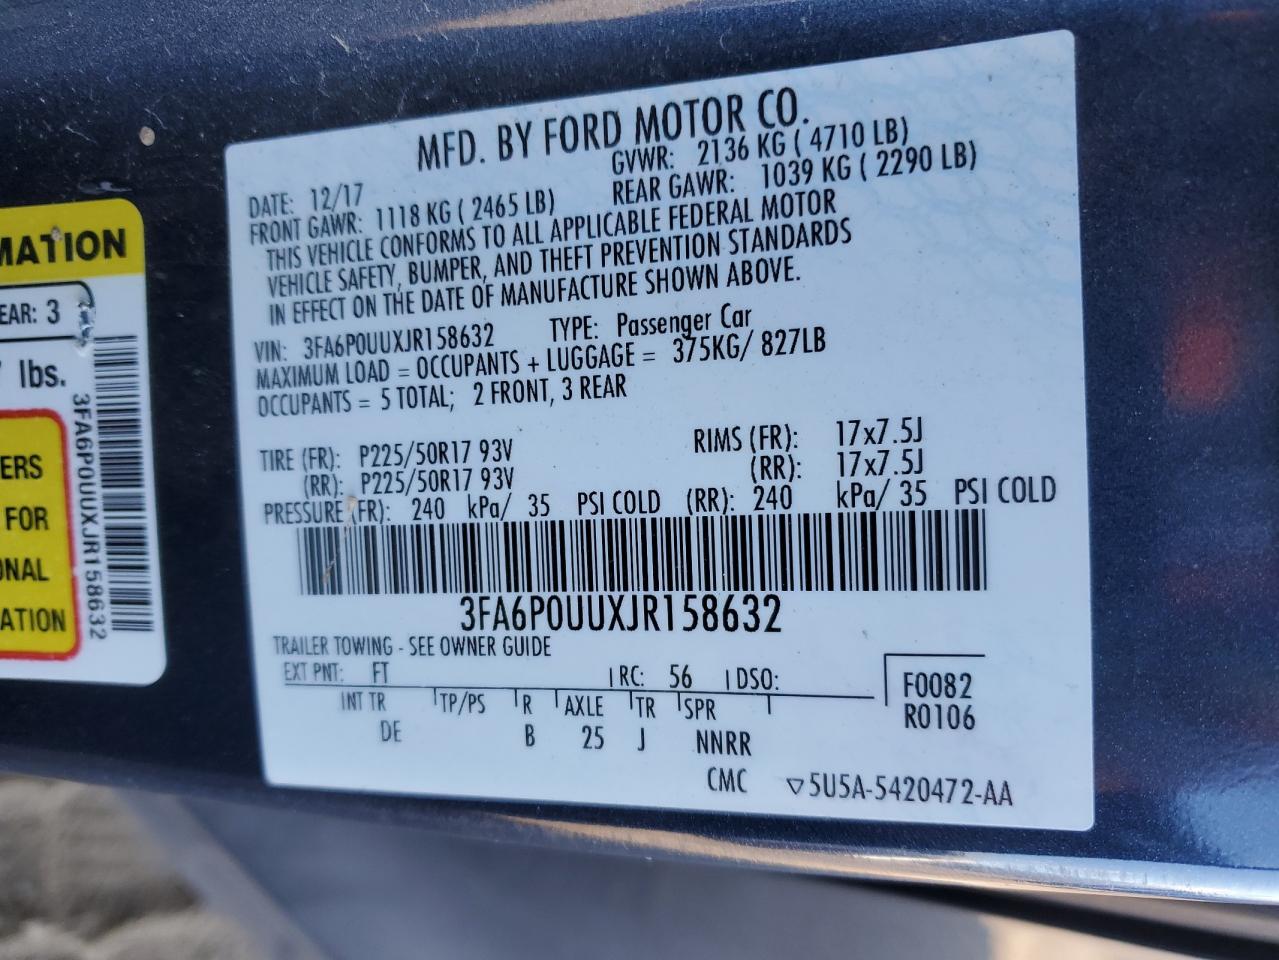 MFD. BY FORD MOTOR CO.
DATE: 12/17 GVWR: 2136 KG ( 4710 LB)
FRONT GAWR: 1118 KG ( 2465 LB) REAR GAWR: 1039 KG ( 2290 LB)
THIS VEHICLE CONFORMS TO ALL APPLICABLE FEDERAL MOTOR
VEHICLE SAFETY, BUMPER, AND THEFT PREVENTION STANDARDS
IN EFFECT ON THE DATE OF MANUFACTURE SHOWN ABOVE.
VIN: 3FA6P0UUXJR158632 TYPE: Passenger Car
MAXIMUM LOAD = OCCUPANTS + LUGGAGE = 375KG/ 827LB
OCCUPANTS = 5 TOTAL; 2 FRONT, 3 REAR
TIRE (FR): P225/50R17 93V RIMS (FR): 17x7.5J
(RR): P225/50R17 93V (RR): 17x7.5J
PRESSURE (FR): 240 kPa/ 35 PSI COLD (RR): 240 kPa/ 35 PSI COLD
3FA6P0UUXJR158632
TRAILER TOWING - SEE OWNER GUIDE
EXT PNT: FT RC: 56 DSO:
INT TR TP/PS R AXLE TR SPR
DE B 25 J NNRR
F0082
R0106
CMC ▽5U5A-5420472-AA
MATION
EAR: 3
lbs.
ERS
FOR
ONAL
ATION
3FA6P0UUXJR158632